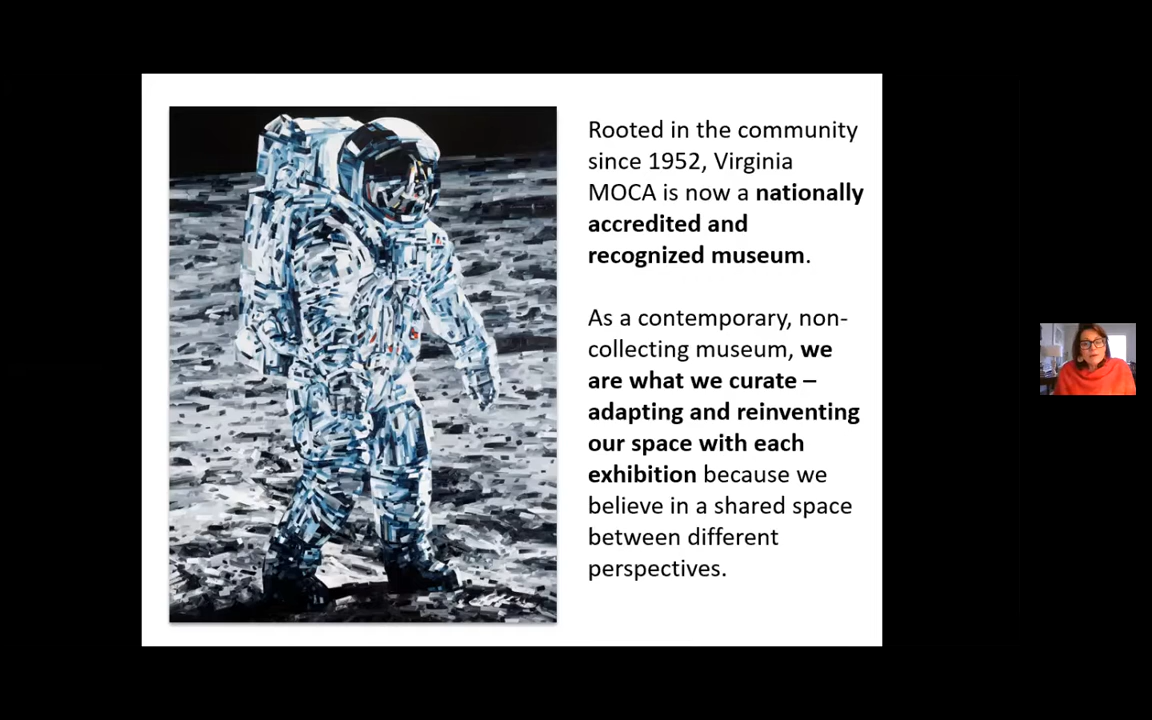 Rooted in the community
since 1952, Virginia
MOCA is now a nationally
accredited and
recognized museum.
As a contemporary, non-
collecting museum, we
are what we curate –
adapting and reinventing
our space with each
exhibition because we
believe in a shared space
between different
perspectives.